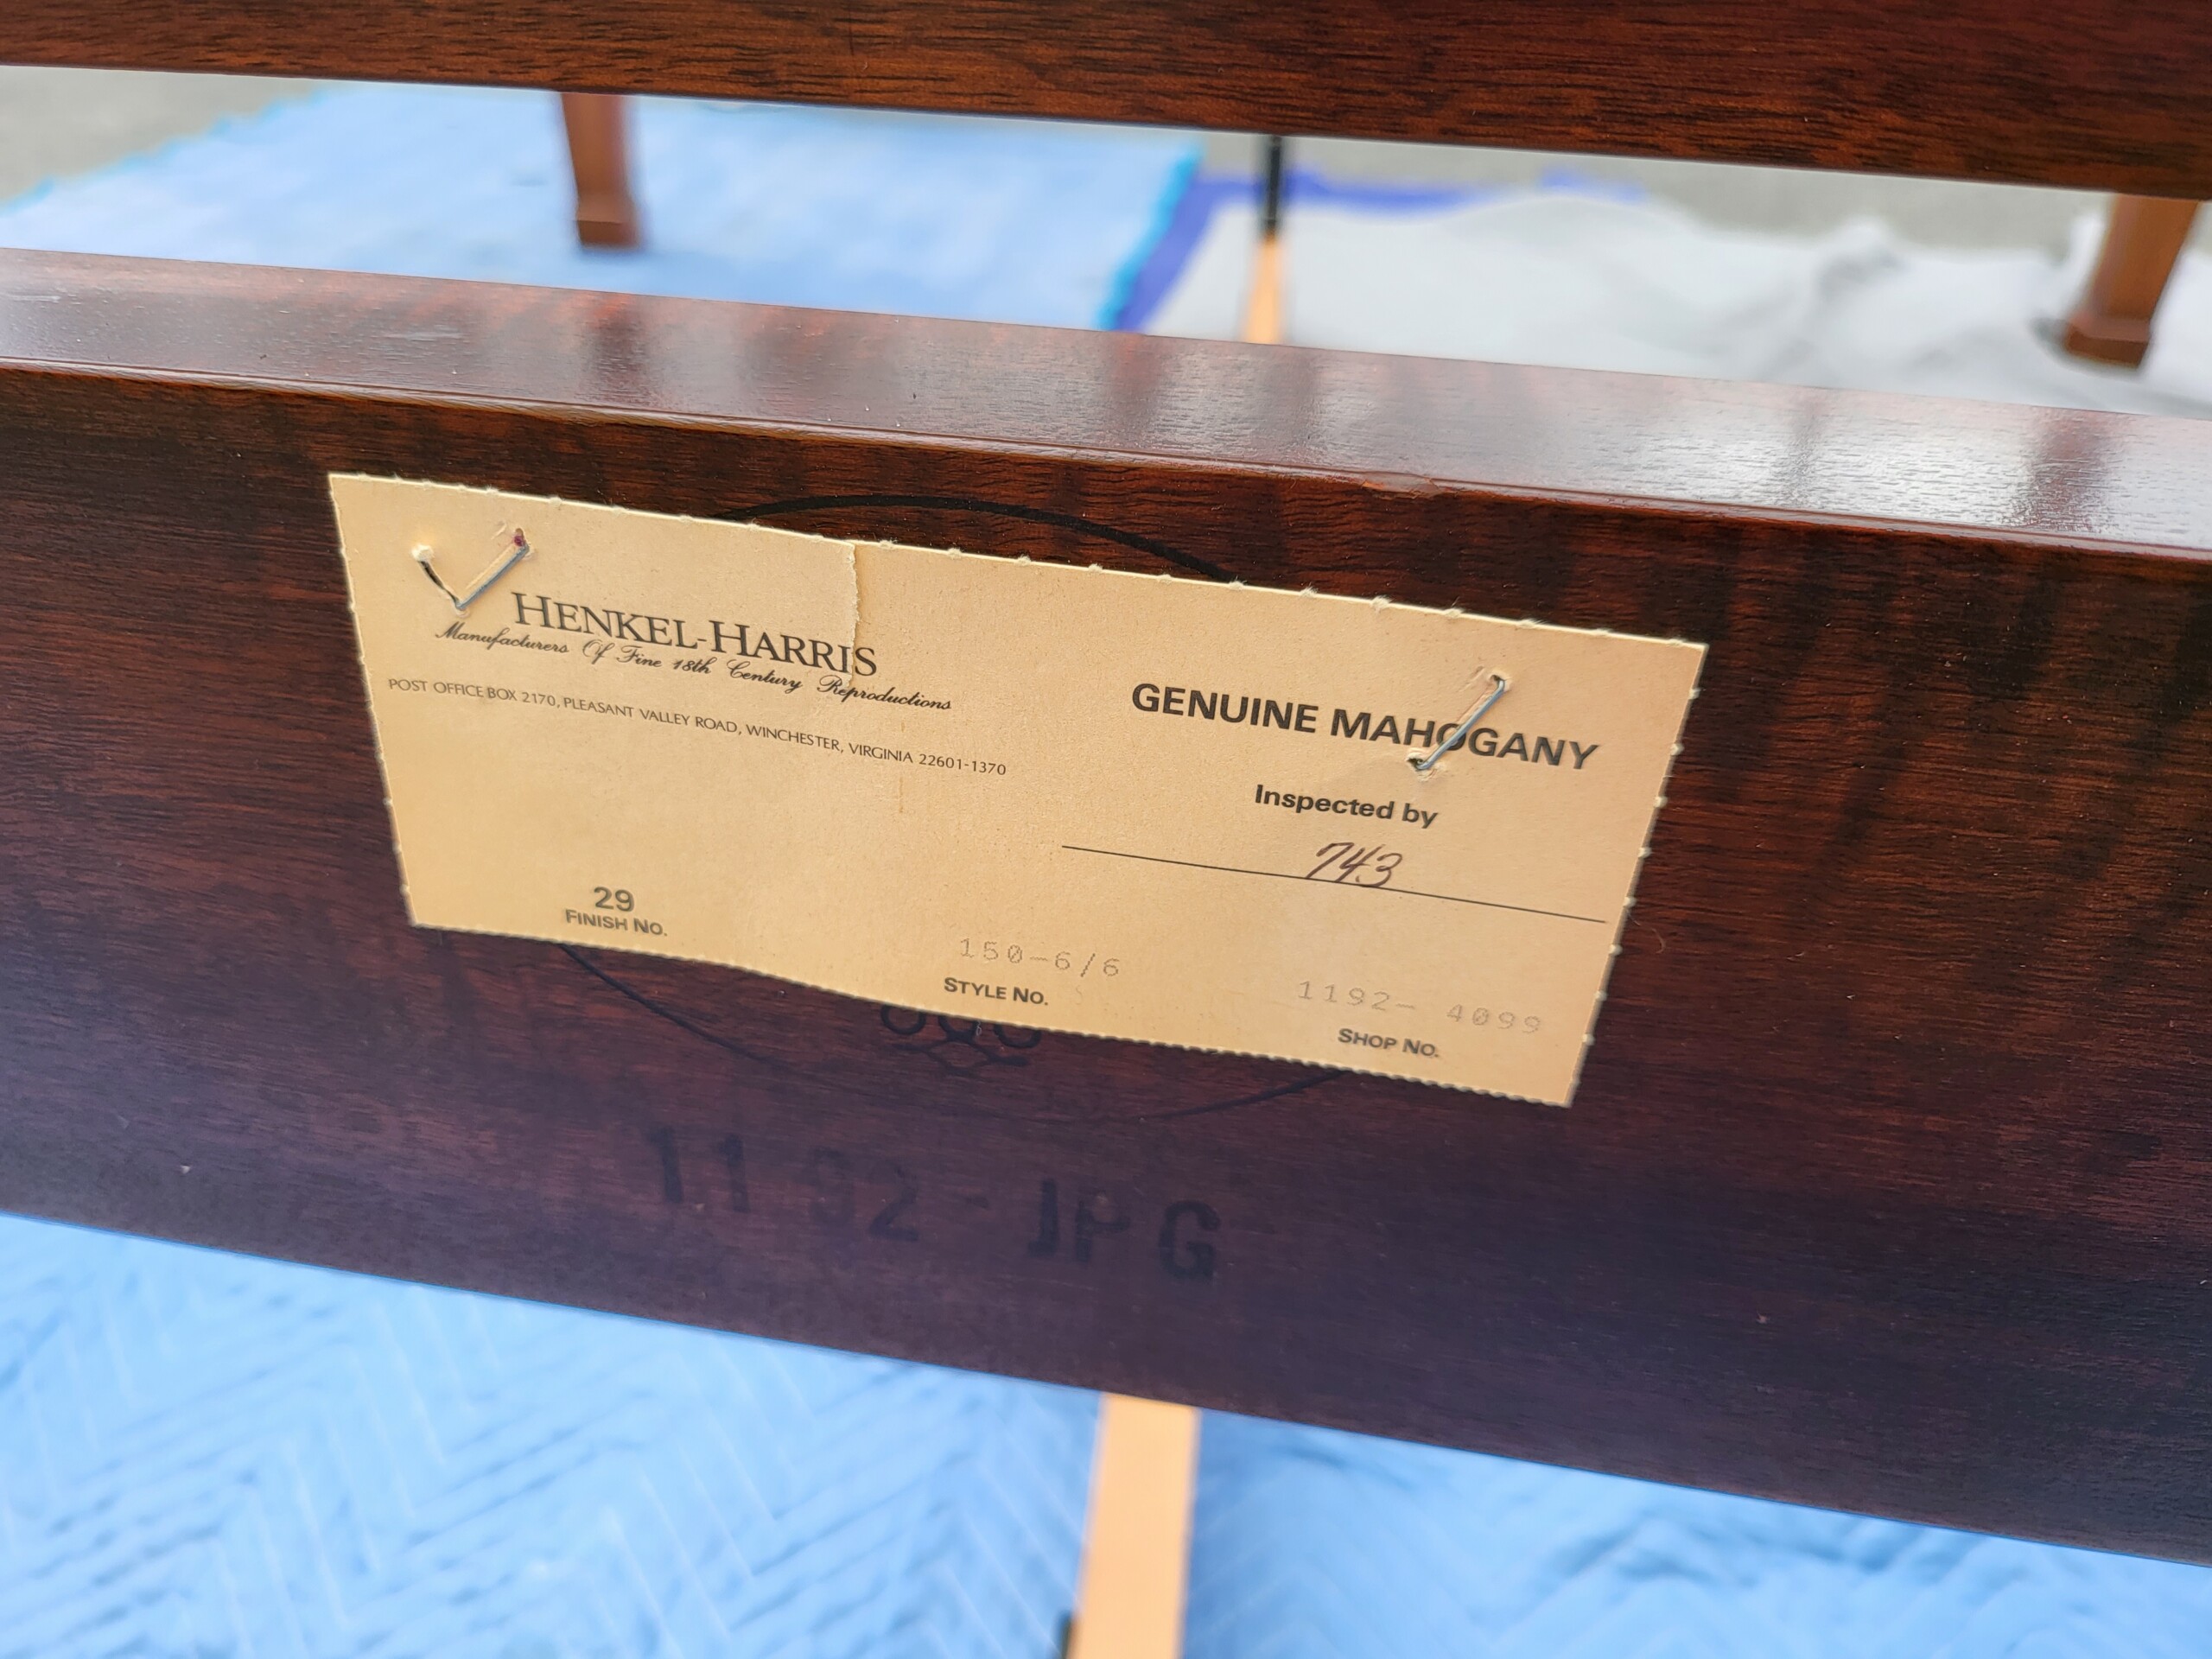 HENKEL-HARRIS
Manufacturers Of Fine 18th Century Reproductions
POST OFFICE BOX 2170, PLEASANT VALLEY ROAD, WINCHESTER, VIRGINIA 22601-1370
GENUINE MAHOGANY
Inspected by
743
29
FINISH NO.
150-6/6
STYLE NO.
1192- 4099
SHOP NO.
1192-JPG